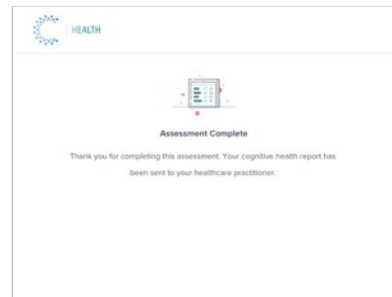 HEALTH
Assessment Complete
Thank you for completing this assessment. Your cognitive health report has
been sent to your healthcare practitioner.